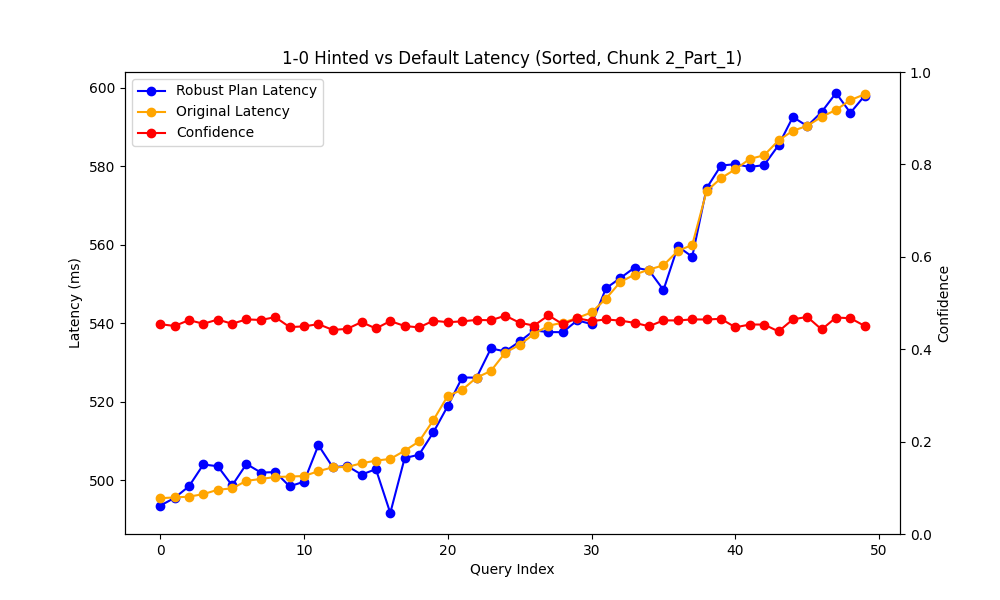 1-0 Hinted vs Default Latency (Sorted, Chunk 2_Part_1)
Robust Plan Latency
Original Latency
Confidence
Latency (ms)
600
580
560
540
520
500
1.0
0.8
0.6
0.4
0.2
0.0
Confidence
0 10 20 30 40 50
Query Index